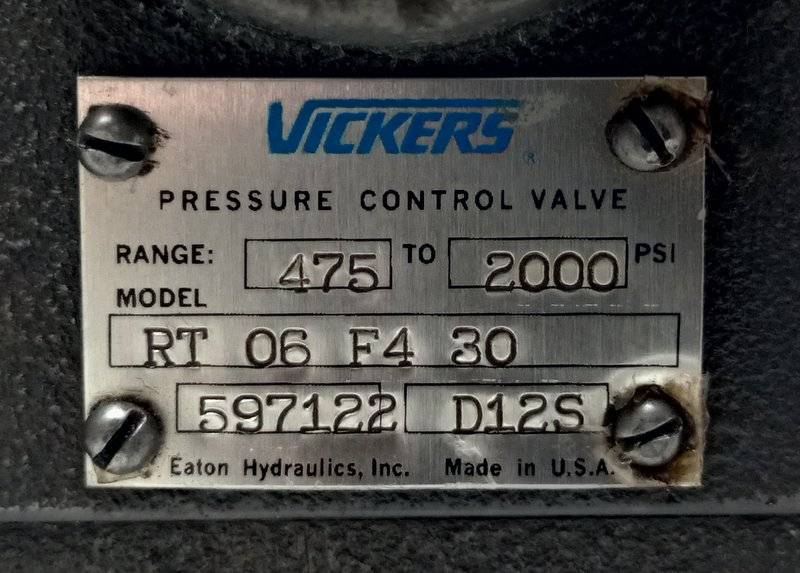 VICKERS ®
PRESSURE CONTROL VALVE
RANGE: 475 TO 2000 PSI
MODEL
RT 06 F4 30
597122 D12S
Eaton Hydraulics, Inc. Made in U.S.A.